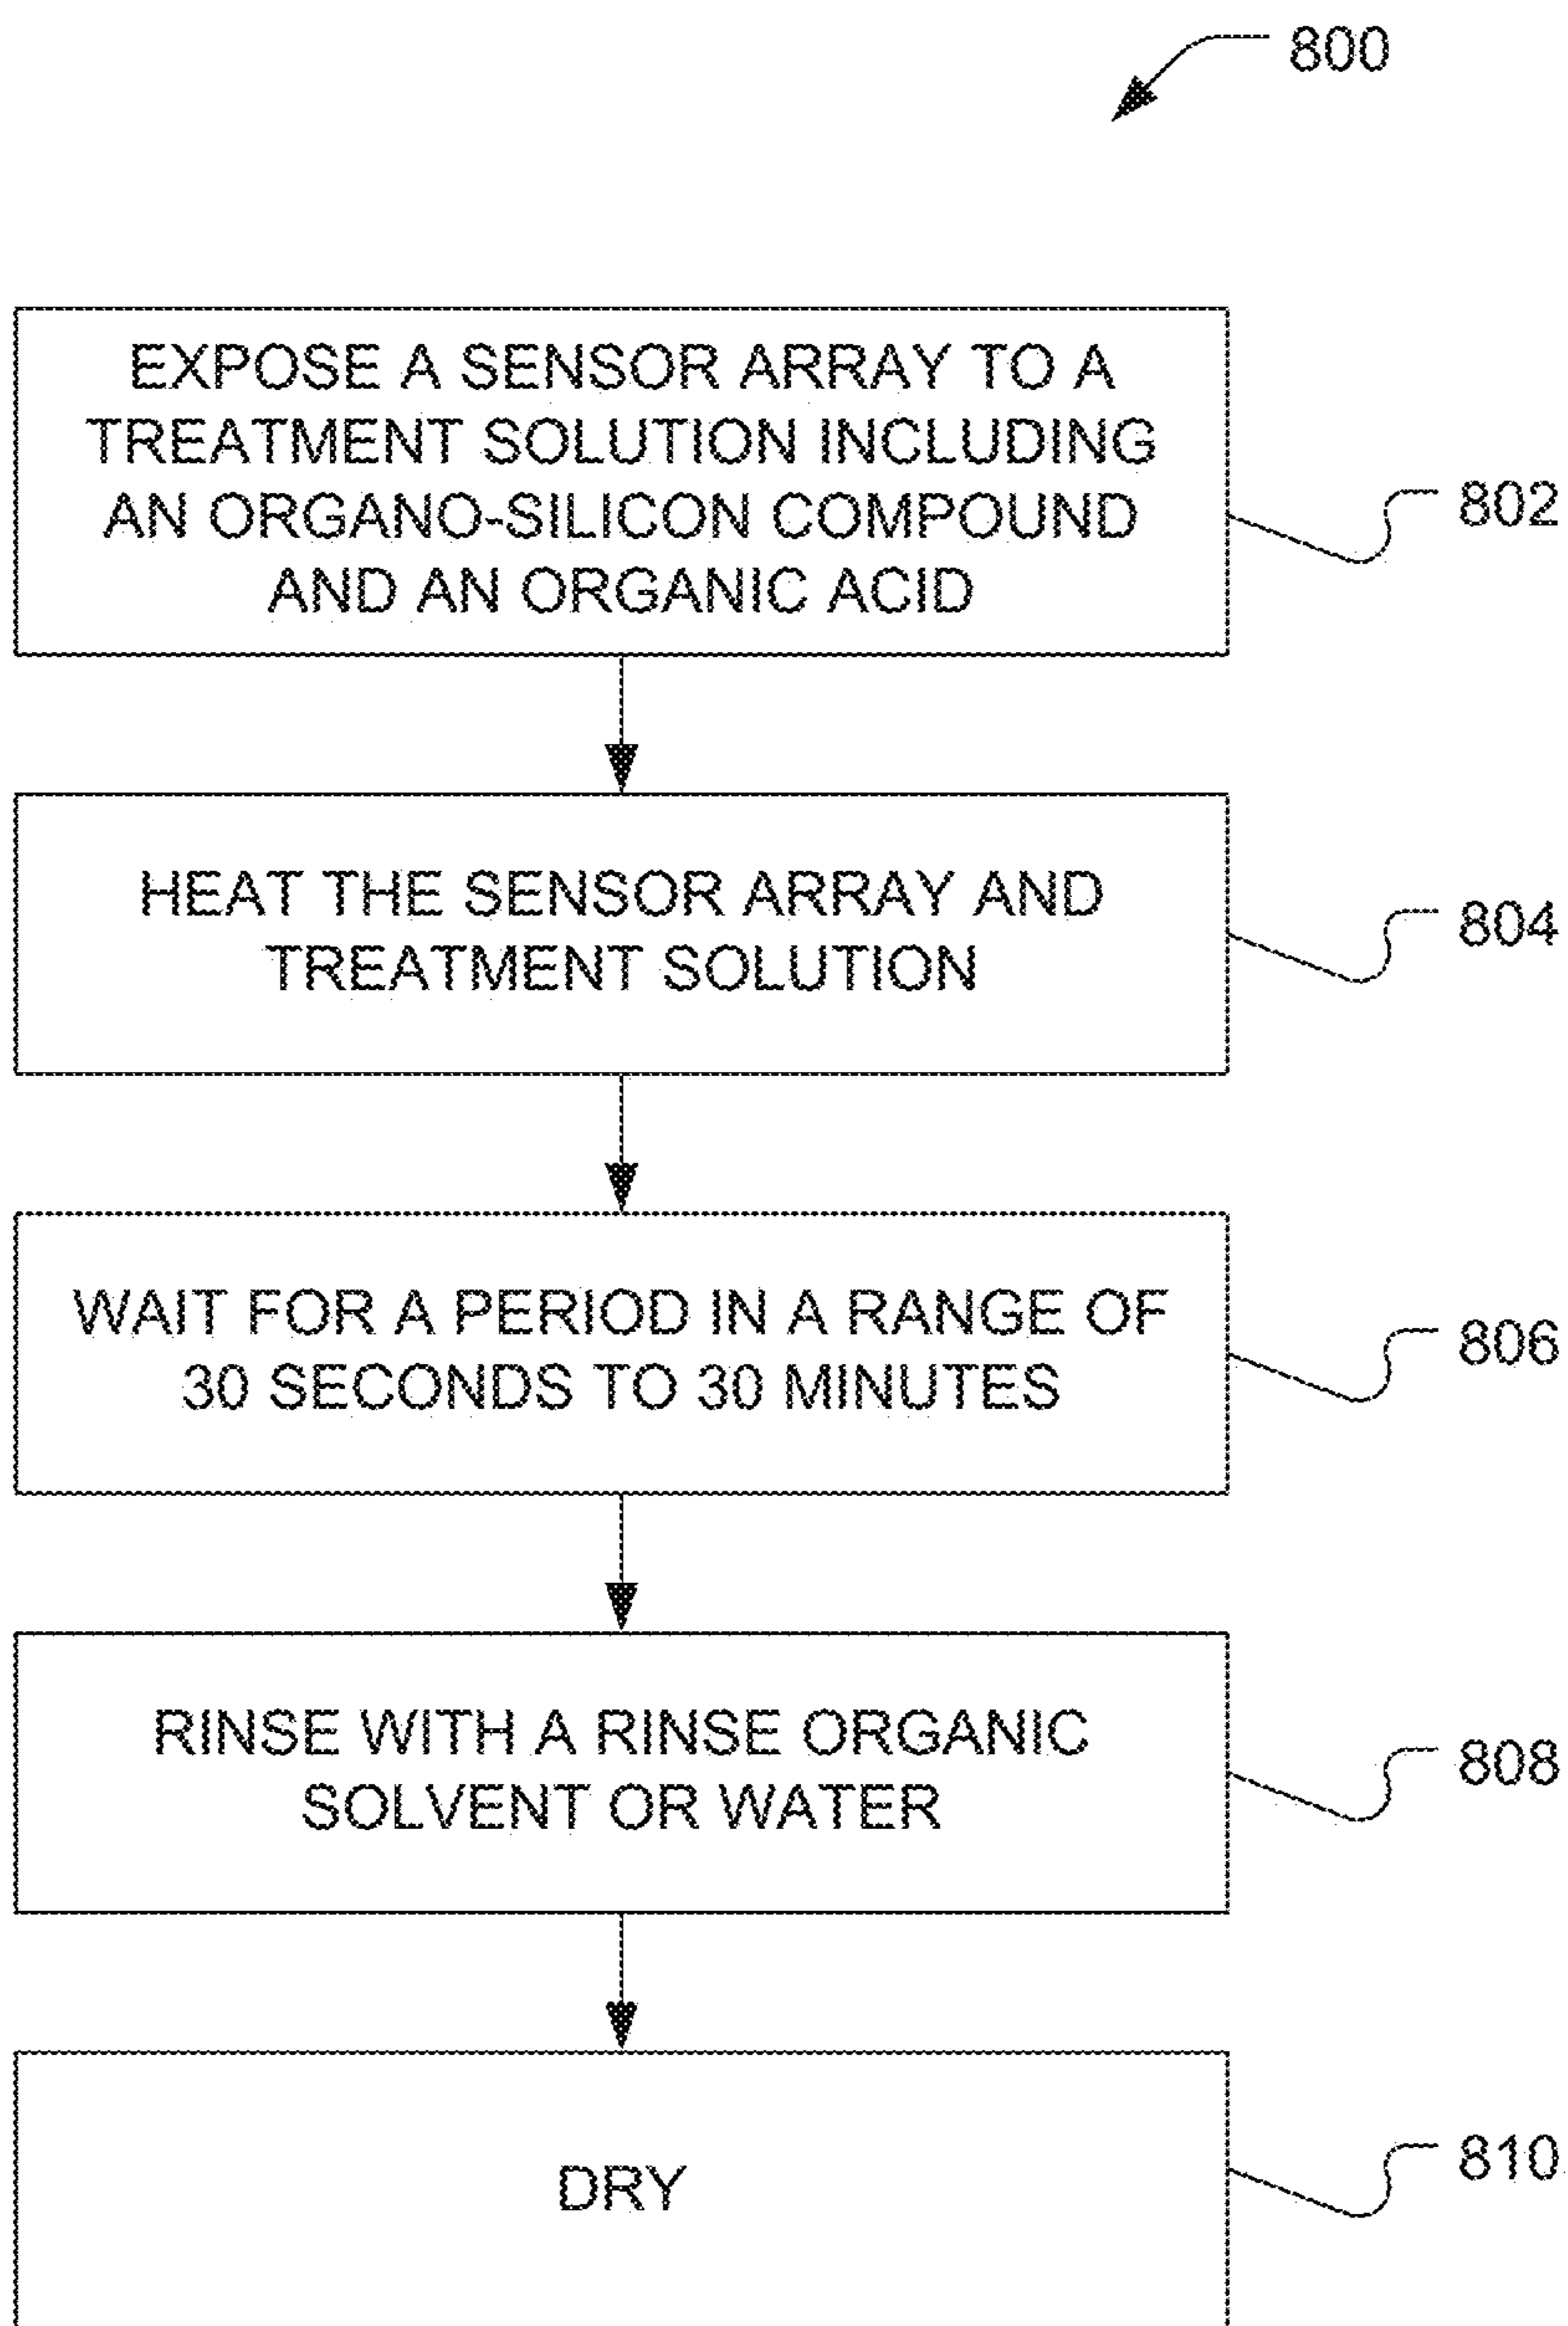 800
EXPOSE A SENSOR ARRAY TO A
TREATMENT SOLUTION INCLUDING
AN ORGANO-SILICON COMPOUND
AND AN ORGANIC ACID
802
HEAT THE SENSOR ARRAY AND
TREATMENT SOLUTION
804
WAIT FOR A PERIOD IN A RANGE OF
30 SECONDS TO 30 MINUTES
806
RINSE WITH A RINSE ORGANIC
SOLVENT OR WATER
808
DRY
810